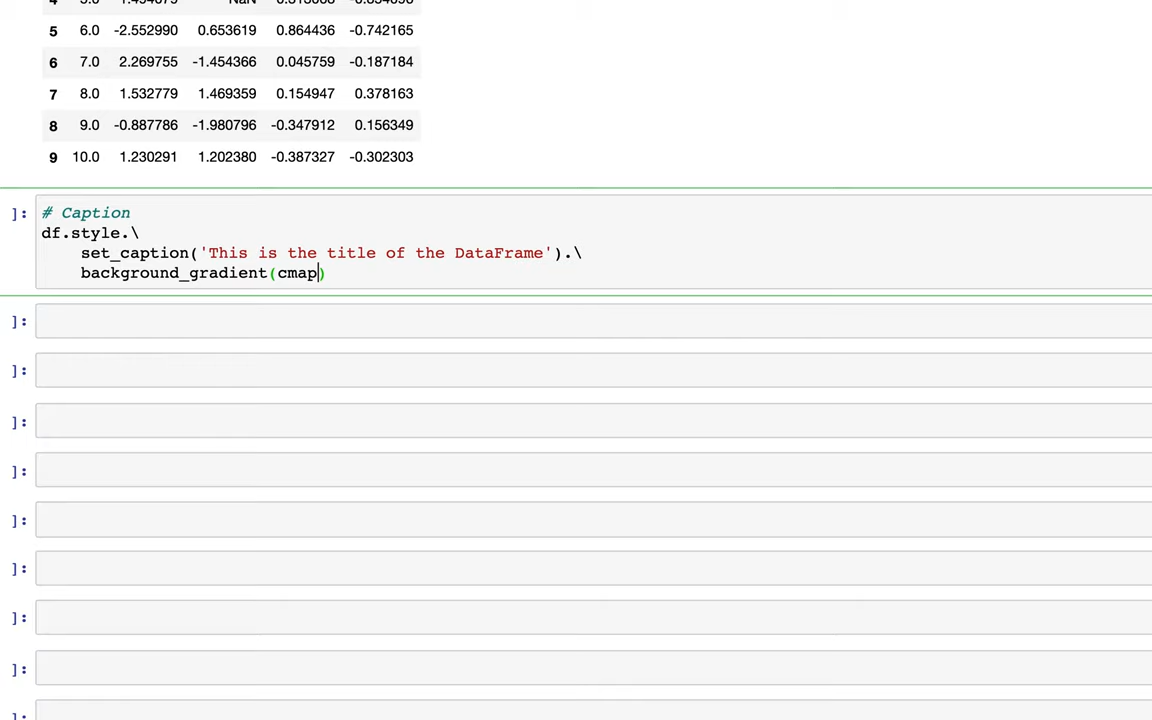 5 6.0 -2.552990 0.653619 0.864436 -0.742165
6 7.0 2.269755 -1.454366 0.045759 -0.187184
7 8.0 1.532779 1.469359 0.154947 0.378163
8 9.0 -0.887786 -1.980796 -0.347912 0.156349
9 10.0 1.230291 1.202380 -0.387327 -0.302303
]: # Caption
df.style.\
set_caption('This is the title of the DataFrame').\
background_gradient(cmap)
]:
]:
]:
]:
]:
]:
]:
]:
]: